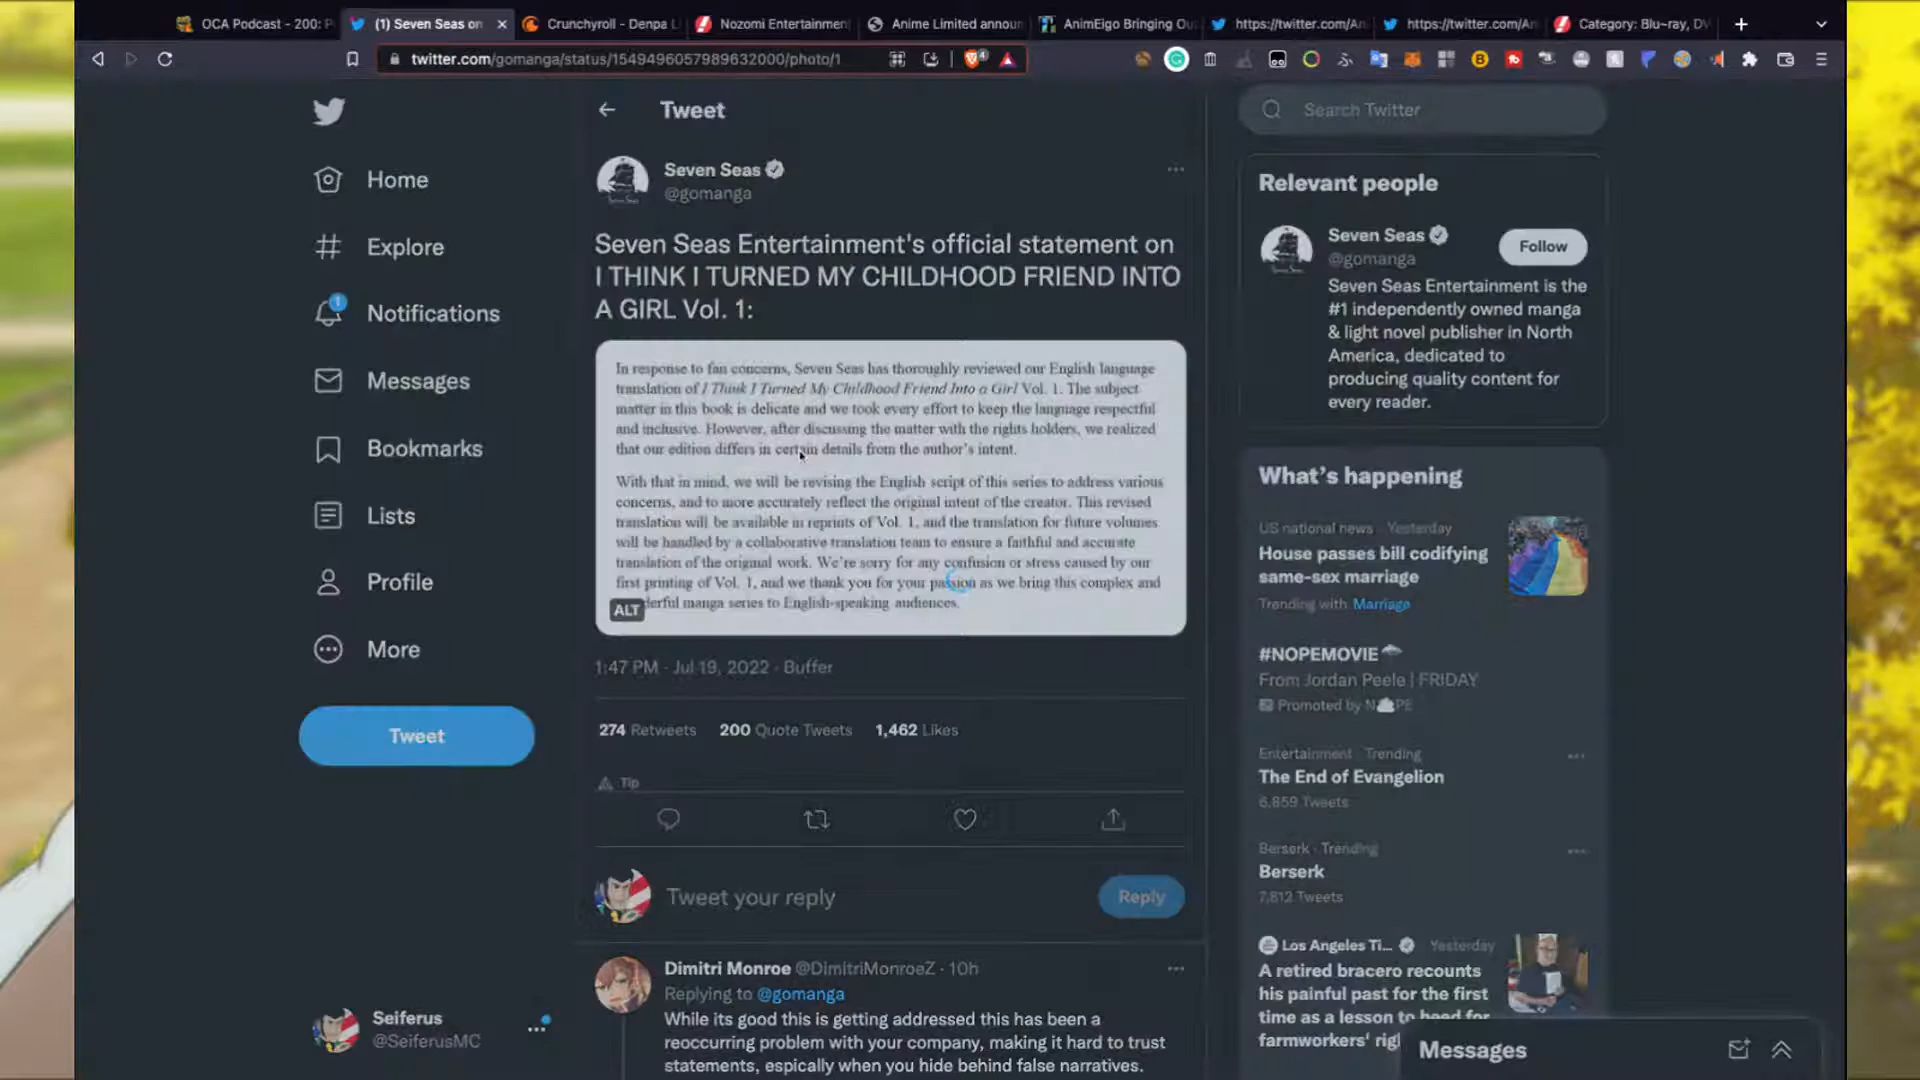 OCA Podcast - 200: P
(1) Seven Seas on
Crunchyroll - Denpa L
Nozomi Entertainment
Anime Limited announ
AnimEigo Bringing Ou
https://twitter.com/An
https://twitter.com/An
Category: Blu-ray, DV
twitter.com/gomanga/status/1549496057989632000/photo/1
Home
Explore
1
Notifications
Messages
Bookmarks
Lists
Profile
More
Tweet
Seiferus
@SeiferusMC
Tweet
Seven Seas
@gomanga
Seven Seas Entertainment's official statement on
I THINK I TURNED MY CHILDHOOD FRIEND INTO
A GIRL Vol. 1:
In response to fan concerns, Seven Seas has thoroughly reviewed our English language
translation of I Think I Turned My Childhood Friend Into a Girl Vol. 1. The subject
matter in this book is delicate and we took every effort to keep the language respectful
and inclusive. However, after discussing the matter with the rights holders, we realized
that our edition differs in certain details from the author's intent.
With that in mind, we will be revising the English script of this series to address various
concerns, and to more accurately reflect the original intent of the creator. This revised
translation will be available in reprints of Vol. 1, and the translation for future volumes
will be handled by a collaborative translation team to ensure a faithful and accurate
translation of the original work. We're sorry for any confusion or stress caused by our
first printing of Vol. 1, and we thank you for your passion as we bring this complex and
ALT derful manga series to English-speaking audiences.
1:47 PM · Jul 19, 2022 · Buffer
274 Retweets 200 Quote Tweets 1,462 Likes
Tip
Tweet your reply
Reply
Dimitri Monroe @DimitriMonroeZ · 10h
Replying to @gomanga
While its good this is getting addressed this has been a
reoccurring problem with your company, making it hard to trust
statements, espically when you hide behind false narratives.
Search Twitter
Relevant people
Seven Seas
@gomanga
Follow
Seven Seas Entertainment is the
#1 independently owned manga
& light novel publisher in North
America, dedicated to
producing quality content for
every reader.
What's happening
US national news · Yesterday
House passes bill codifying
same-sex marriage
Trending with Marriage
#NOPEMOVIE
From Jordan Peele | FRIDAY
Promoted by N PE
Entertainment · Trending
The End of Evangelion
6,859 Tweets
Berserk · Trending
Berserk
7,812 Tweets
Los Angeles Ti... Yesterday
A retired bracero recounts
his painful past for the first
time as a lesson to heed for
farmworkers' rig
Messages